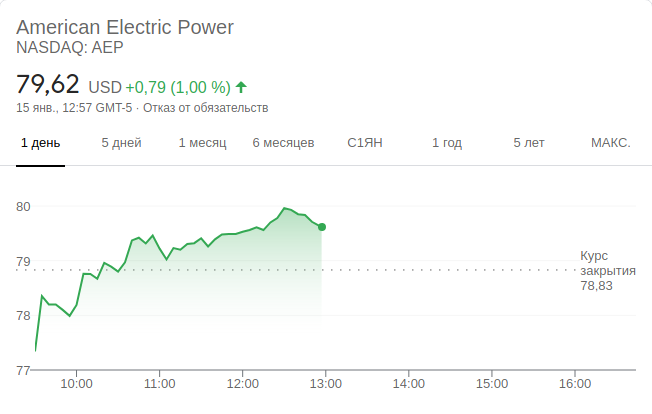 American Electric Power
NASDAQ: AEP
79,62 USD +0,79 (1,00 %)
15 янв., 12:57 GMT-5 · Отказ от обязательств
1 день 5 дней 1 месяц 6 месяцев С1ЯН 1 год 5 лет МАКС.
80
79
Курс
закрытия
78,83
78
77
10:00 11:00 12:00 13:00 14:00 15:00 16:00